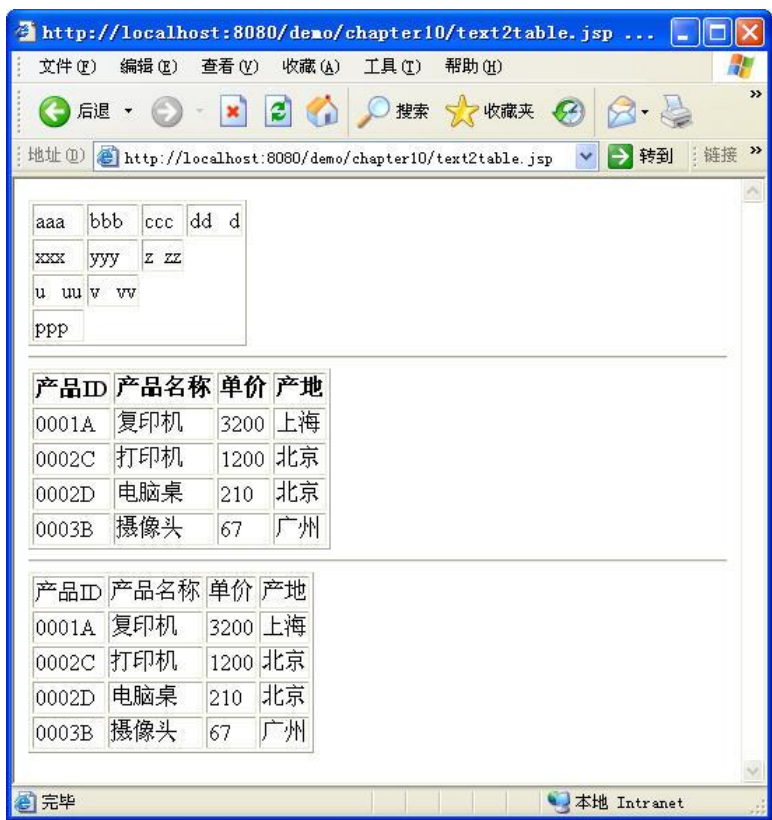 http://localhost:8080/demo/chapter10/text2table.jsp ...
文件(F) 编辑(E) 查看(V) 收藏(A) 工具(T) 帮助(H)
后退 搜索 收藏夹 »
地址(D) http://localhost:8080/demo/chapter10/text2table.jsp 转到 链接 »
aaa bbb ccc dd d
xxx yyy z zz
u uu v vv
ppp
产品ID 产品名称 单价 产地
0001A 复印机 3200 上海
0002C 打印机 1200 北京
0002D 电脑桌 210 北京
0003B 摄像头 67 广州
产品ID 产品名称 单价 产地
0001A 复印机 3200 上海
0002C 打印机 1200 北京
0002D 电脑桌 210 北京
0003B 摄像头 67 广州
完毕 本地 Intranet